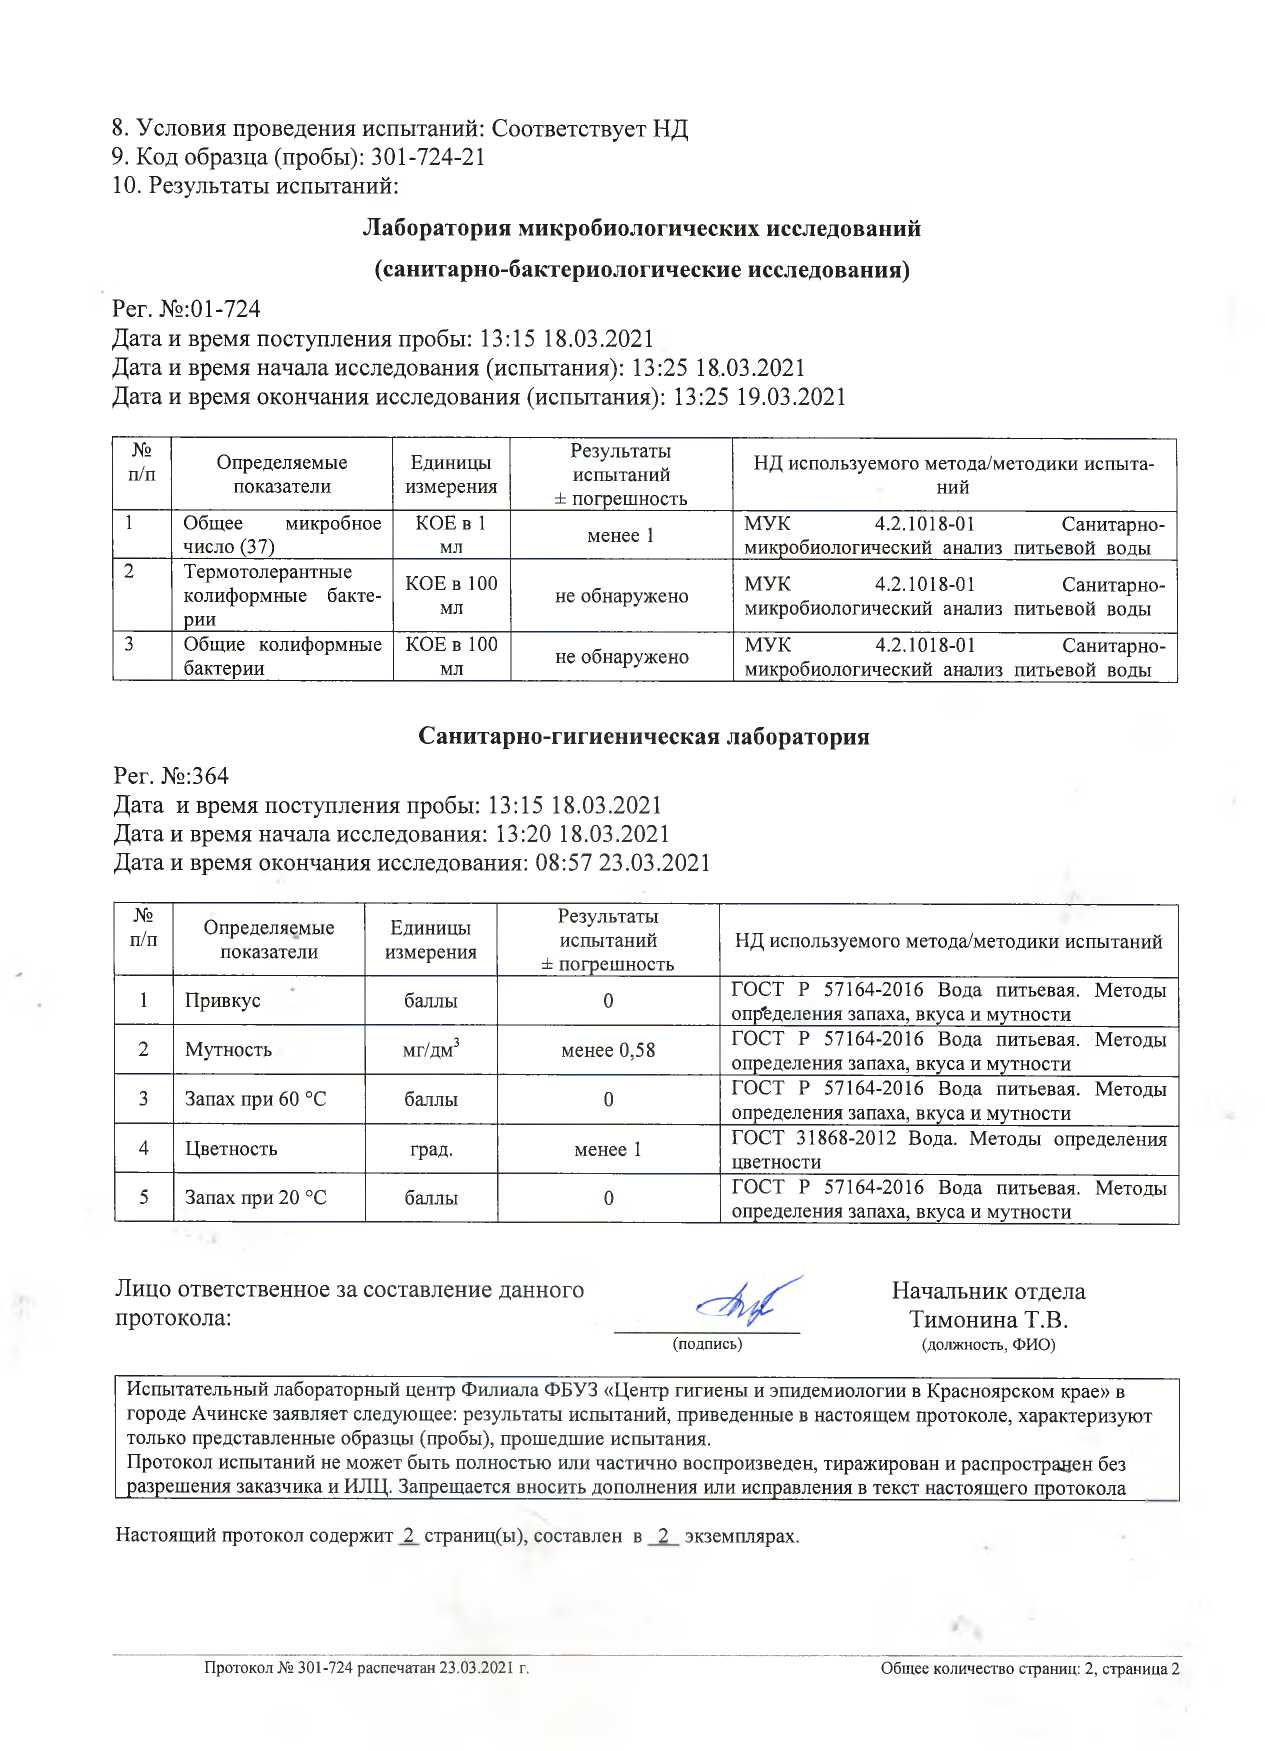 8. Условия проведения испытаний: Соответствует НД
9. Код образца (пробы): 301-724-21
10. Результаты испытаний:
Лаборатория микробиологических исследований
(санитарно-бактериологические исследования)
Рег. №:01-724
Дата и время поступления пробы: 13:15 18.03.2021
Дата и время начала исследования (испытания): 13:25 18.03.2021
Дата и время окончания исследования (испытания): 13:25 19.03.2021
№ п/п
Определяемые показатели
Единицы измерения
Результаты испытаний ± погрешность
НД используемого метода/методики испыта-
ний
1
Общее микробное число (37)
КОЕ в 1 мл
менее 1
МУК 4.2.1018-01 Санитарно-
микробиологический анализ питьевой воды
2
Термотолерантные
колиформные бакте-
рии
КОЕ в 100 мл
не обнаружено
МУК 4.2.1018-01 Санитарно-
микробиологический анализ питьевой воды
3
Общие колиформные
бактерии
КОЕ в 100 мл
не обнаружено
МУК 4.2.1018-01 Санитарно-
микробиологический анализ питьевой воды
Санитарно-гигиеническая лаборатория
Рег. №:364
Дата и время поступления пробы: 13:15 18.03.2021
Дата и время начала исследования: 13:20 18.03.2021
Дата и время окончания исследования: 08:57 23.03.2021
№ п/п
Определяемые показатели
Единицы измерения
Результаты испытаний ± погрешность
НД используемого метода/методики испытаний
1
Привкус
баллы
0
ГОСТ Р 57164-2016 Вода питьевая. Методы
определения запаха, вкуса и мутности
2
Мутность
мг/дм³
менее 0,58
ГОСТ Р 57164-2016 Вода питьевая. Методы
определения запаха, вкуса и мутности
3
Запах при 60 °С
баллы
0
ГОСТ Р 57164-2016 Вода питьевая. Методы
определения запаха, вкуса и мутности
4
Цветность
град.
менее 1
ГОСТ 31868-2012 Вода. Методы определения
цветности
5
Запах при 20 °С
баллы
0
ГОСТ Р 57164-2016 Вода питьевая. Методы
определения запаха, вкуса и мутности
Лицо ответственное за составление данного
протокола:
(подпись)
Начальник отдела
Тимонина Т.В.
(должность, ФИО)
Испытательный лабораторный центр Филиала ФБУЗ «Центр гигиены и эпидемиологии в Красноярском крае» в
городе Ачинске заявляет следующее: результаты испытаний, приведенные в настоящем протоколе, характеризуют
только представленные образцы (пробы), прошедшие испытания.
Протокол испытаний не может быть полностью или частично воспроизведен, тиражирован и распространен без
разрешения заказчика и ИЛЦ. Запрещается вносить дополнения или исправления в текст настоящего протокола
Настоящий протокол содержит 2 страниц(ы), составлен в 2 экземплярах.
Протокол № 301-724 распечатан 23.03.2021 г.
Общее количество страниц: 2, страница 2